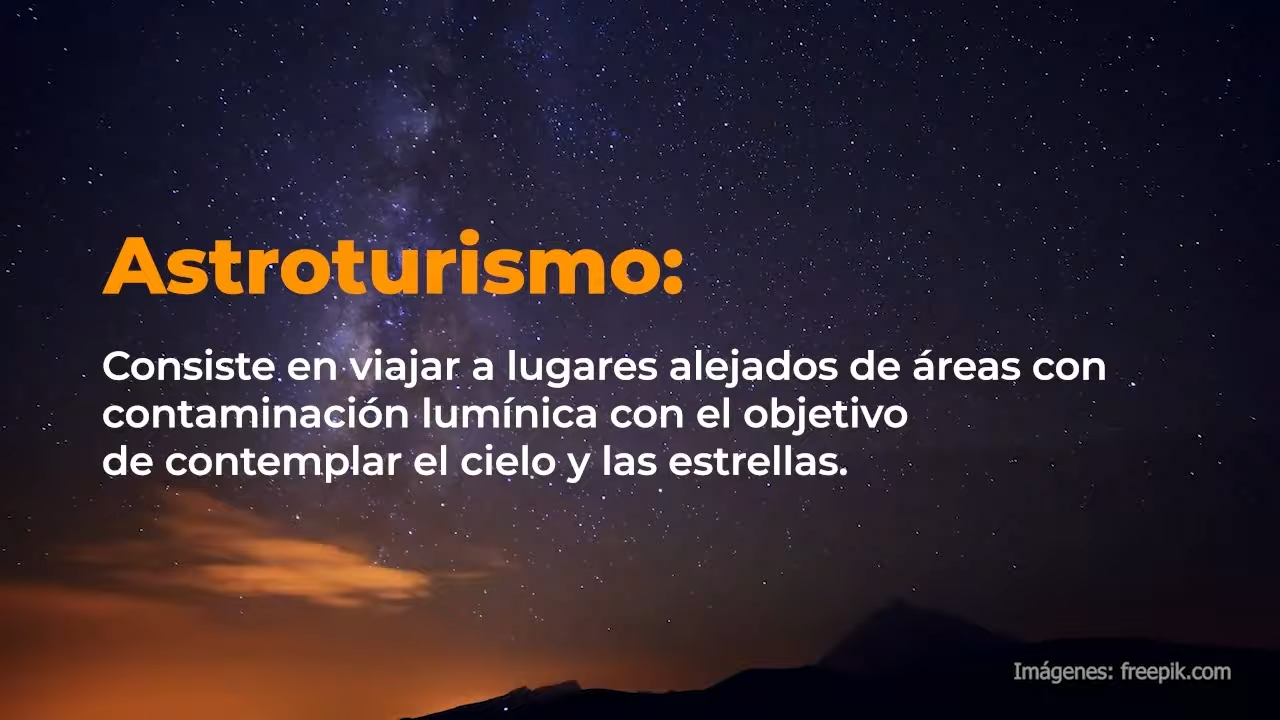 Astroturismo:
Consiste en viajar a lugares alejados de áreas con
contaminación lumínica con el objetivo
de contemplar el cielo y las estrellas.
Imágenes: freepik.com